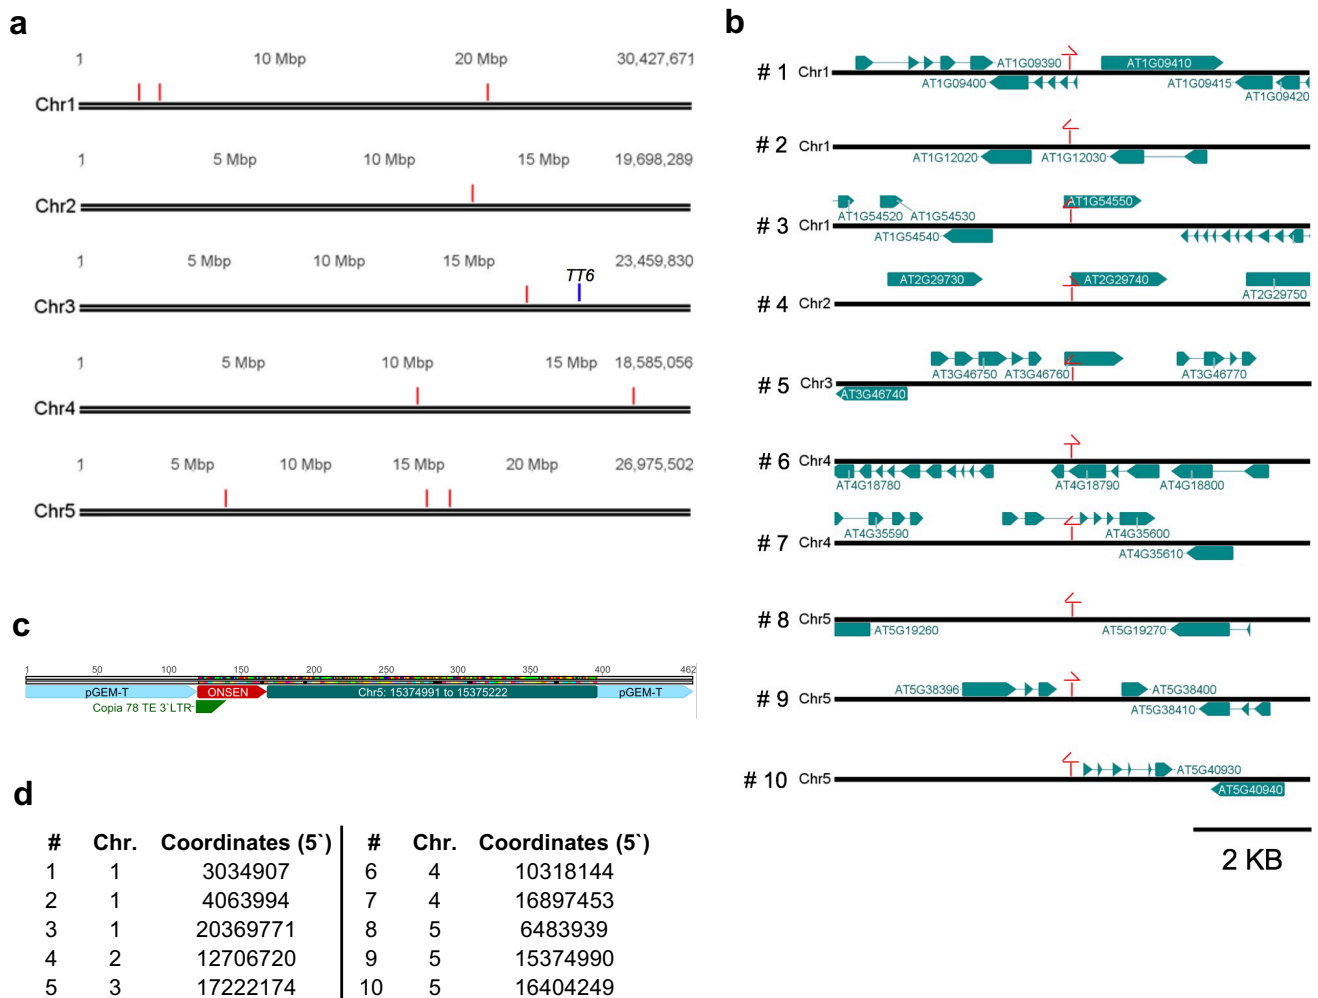 a
1 10 Mbp 20 Mbp 30,427,671
Chr1
1 5 Mbp 10 Mbp 15 Mbp 19,698,289
Chr2
1 5 Mbp 10 Mbp 15 Mbp 23,459,830
TT6
Chr3
1 5 Mbp 10 Mbp 15 Mbp 18,585,056
Chr4
1 5 Mbp 10 Mbp 15 Mbp 20 Mbp 26,975,502
Chr5
b
# 1 Chr1 AT1G09390 AT1G09410
AT1G09400 AT1G09415
AT1G09420
# 2 Chr1
AT1G12020 AT1G12030
AT1G54550
AT1G54520 AT1G54530
# 3 Chr1
AT1G54540
AT2G29730 AT2G29740
AT2G29750
# 4 Chr2
AT3G46750 AT3G46760 AT3G46770
# 5 Chr3
AT3G46740
# 6 Chr4
AT4G18780 AT4G18790 AT4G18800
AT4G35590 AT4G35600
# 7 Chr4
AT4G35610
# 8 Chr5
AT5G19260 AT5G19270
AT5G38396 AT5G38400
# 9 Chr5
AT5G38410
AT5G40930
# 10 Chr5
AT5G40940
2 KB
c
1 50 100 150 200 250 300 350 400 462
pGEM-T ONSEN Chr5: 15374991 to 15375222 pGEM-T
Copia 78 TE 3`LTR
d
# Chr. Coordinates (5`) # Chr. Coordinates (5`)
1 1 3034907 6 4 10318144
2 1 4063994 7 4 16897453
3 1 20369771 8 5 6483939
4 2 12706720 9 5 15374990
5 3 17222174 10 5 16404249